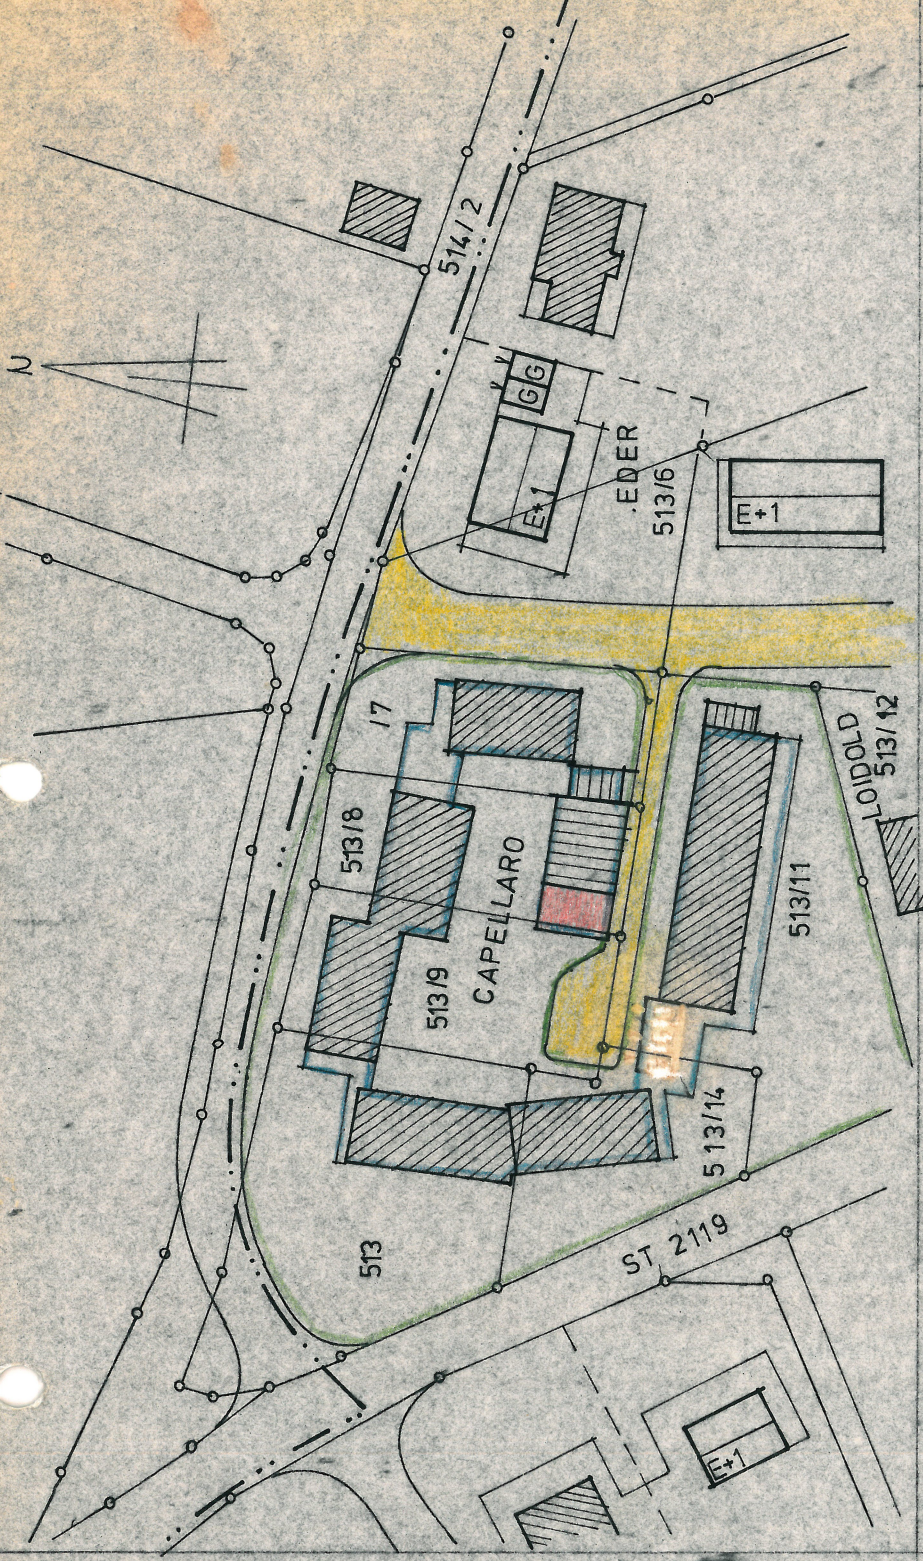 514/2
N
G
G
E+1
.EDER
513/6
E+1
/7
513/8
CAPELLARO
513/9
LOIDOLD
513/12
513/11
513/14
513
ST 2119
E+1